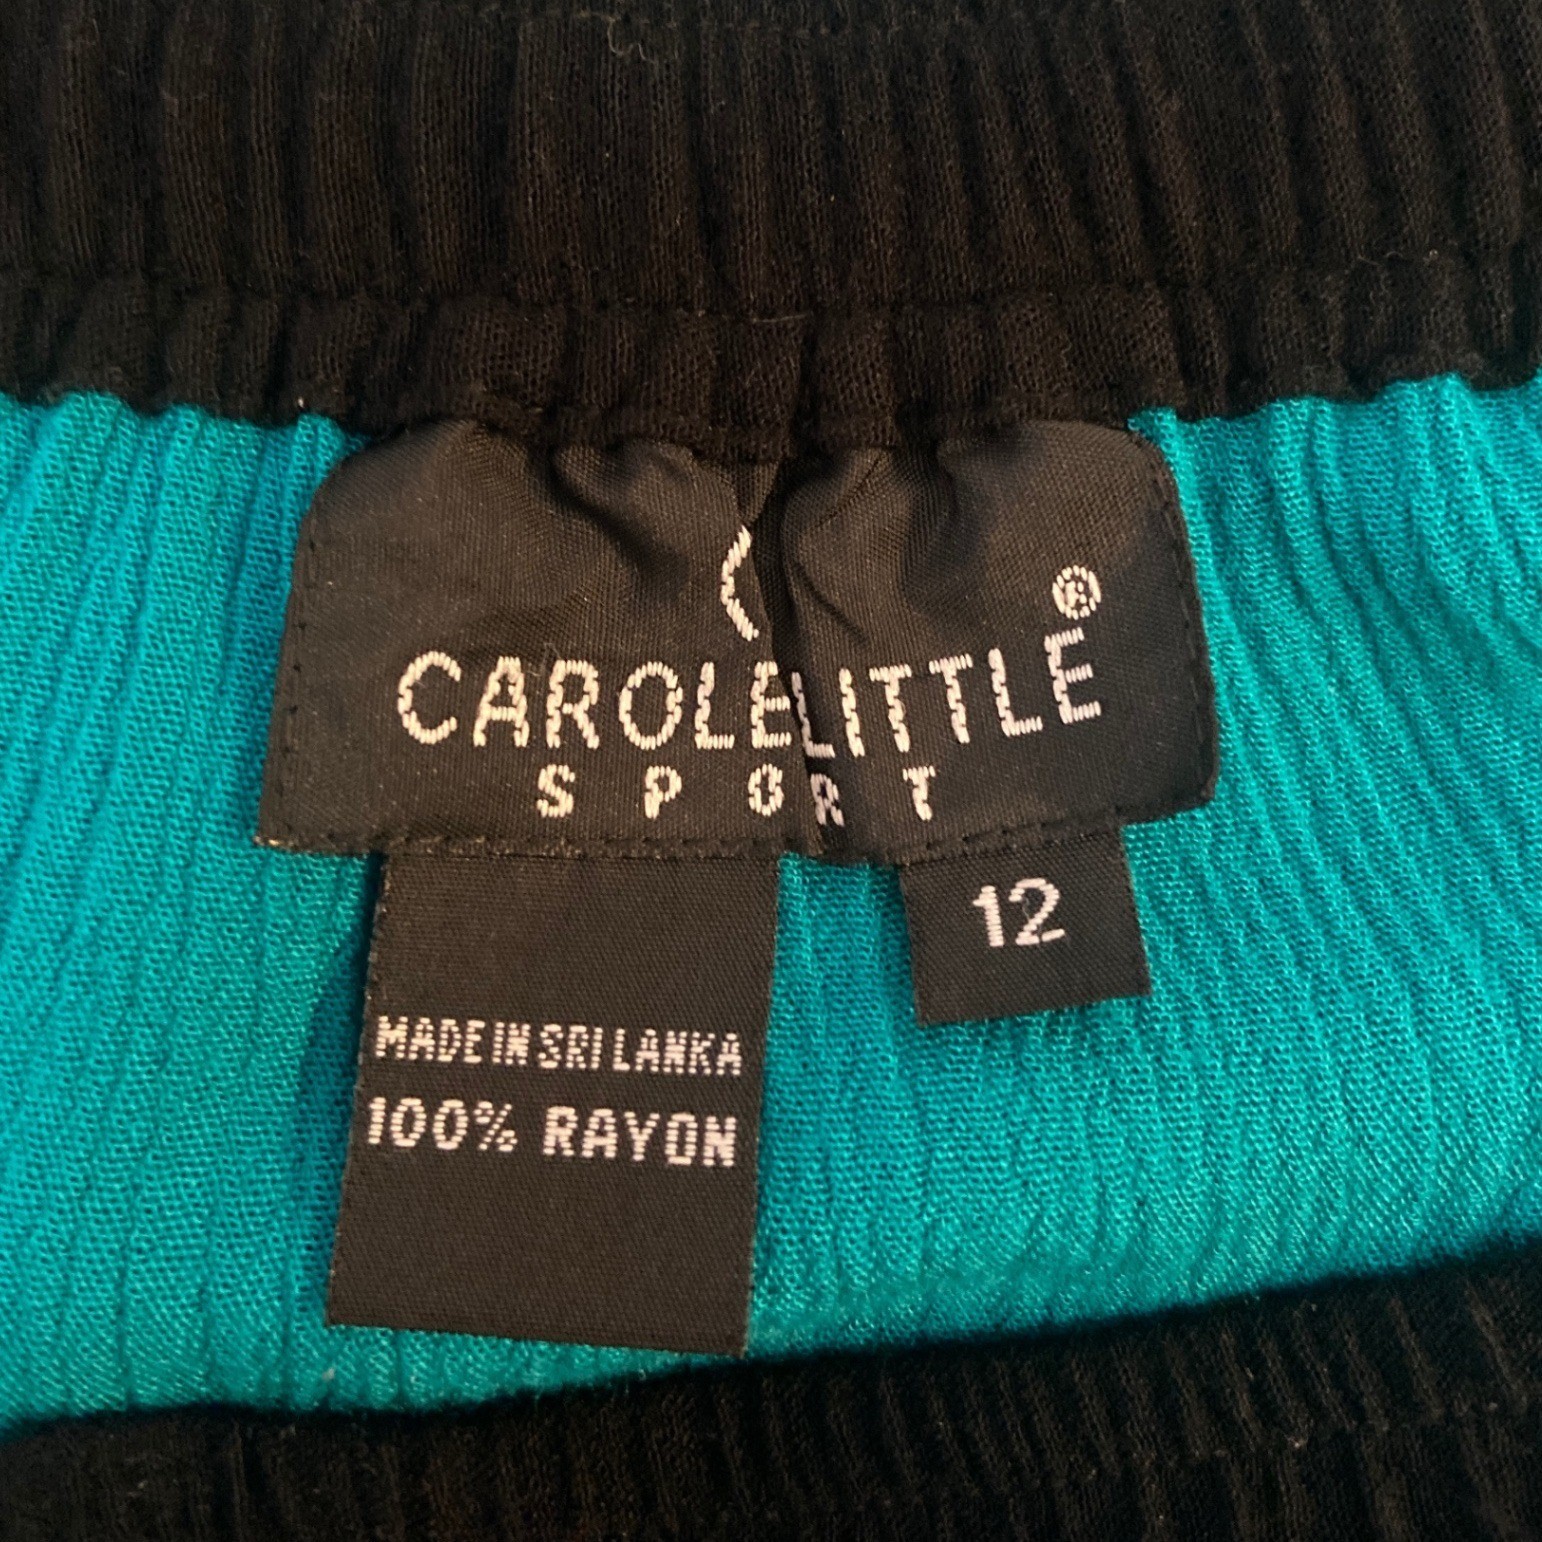 CAROLE LITTLE®
SPORT
12
MADE IN SRI LANKA
100% RAYON